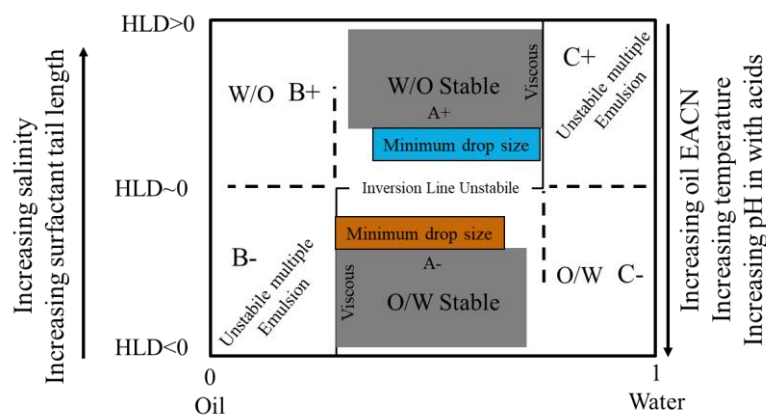 HLD>0
HLD~0
HLD<0
Increasing salinity
Increasing surfactant tail length
W/O B+
W/O Stable
A+
Viscous
C+
Unstabile multiple
Emulsion
Minimum drop size
Inversion Line Unstable
Minimum drop size
B-
Unstabile multiple
Emulsion
A-
Viscous
O/W Stable
O/W C-
Increasing oil EACN
Increasing temperature
Increasing pH in with acids
0
Oil
1
Water